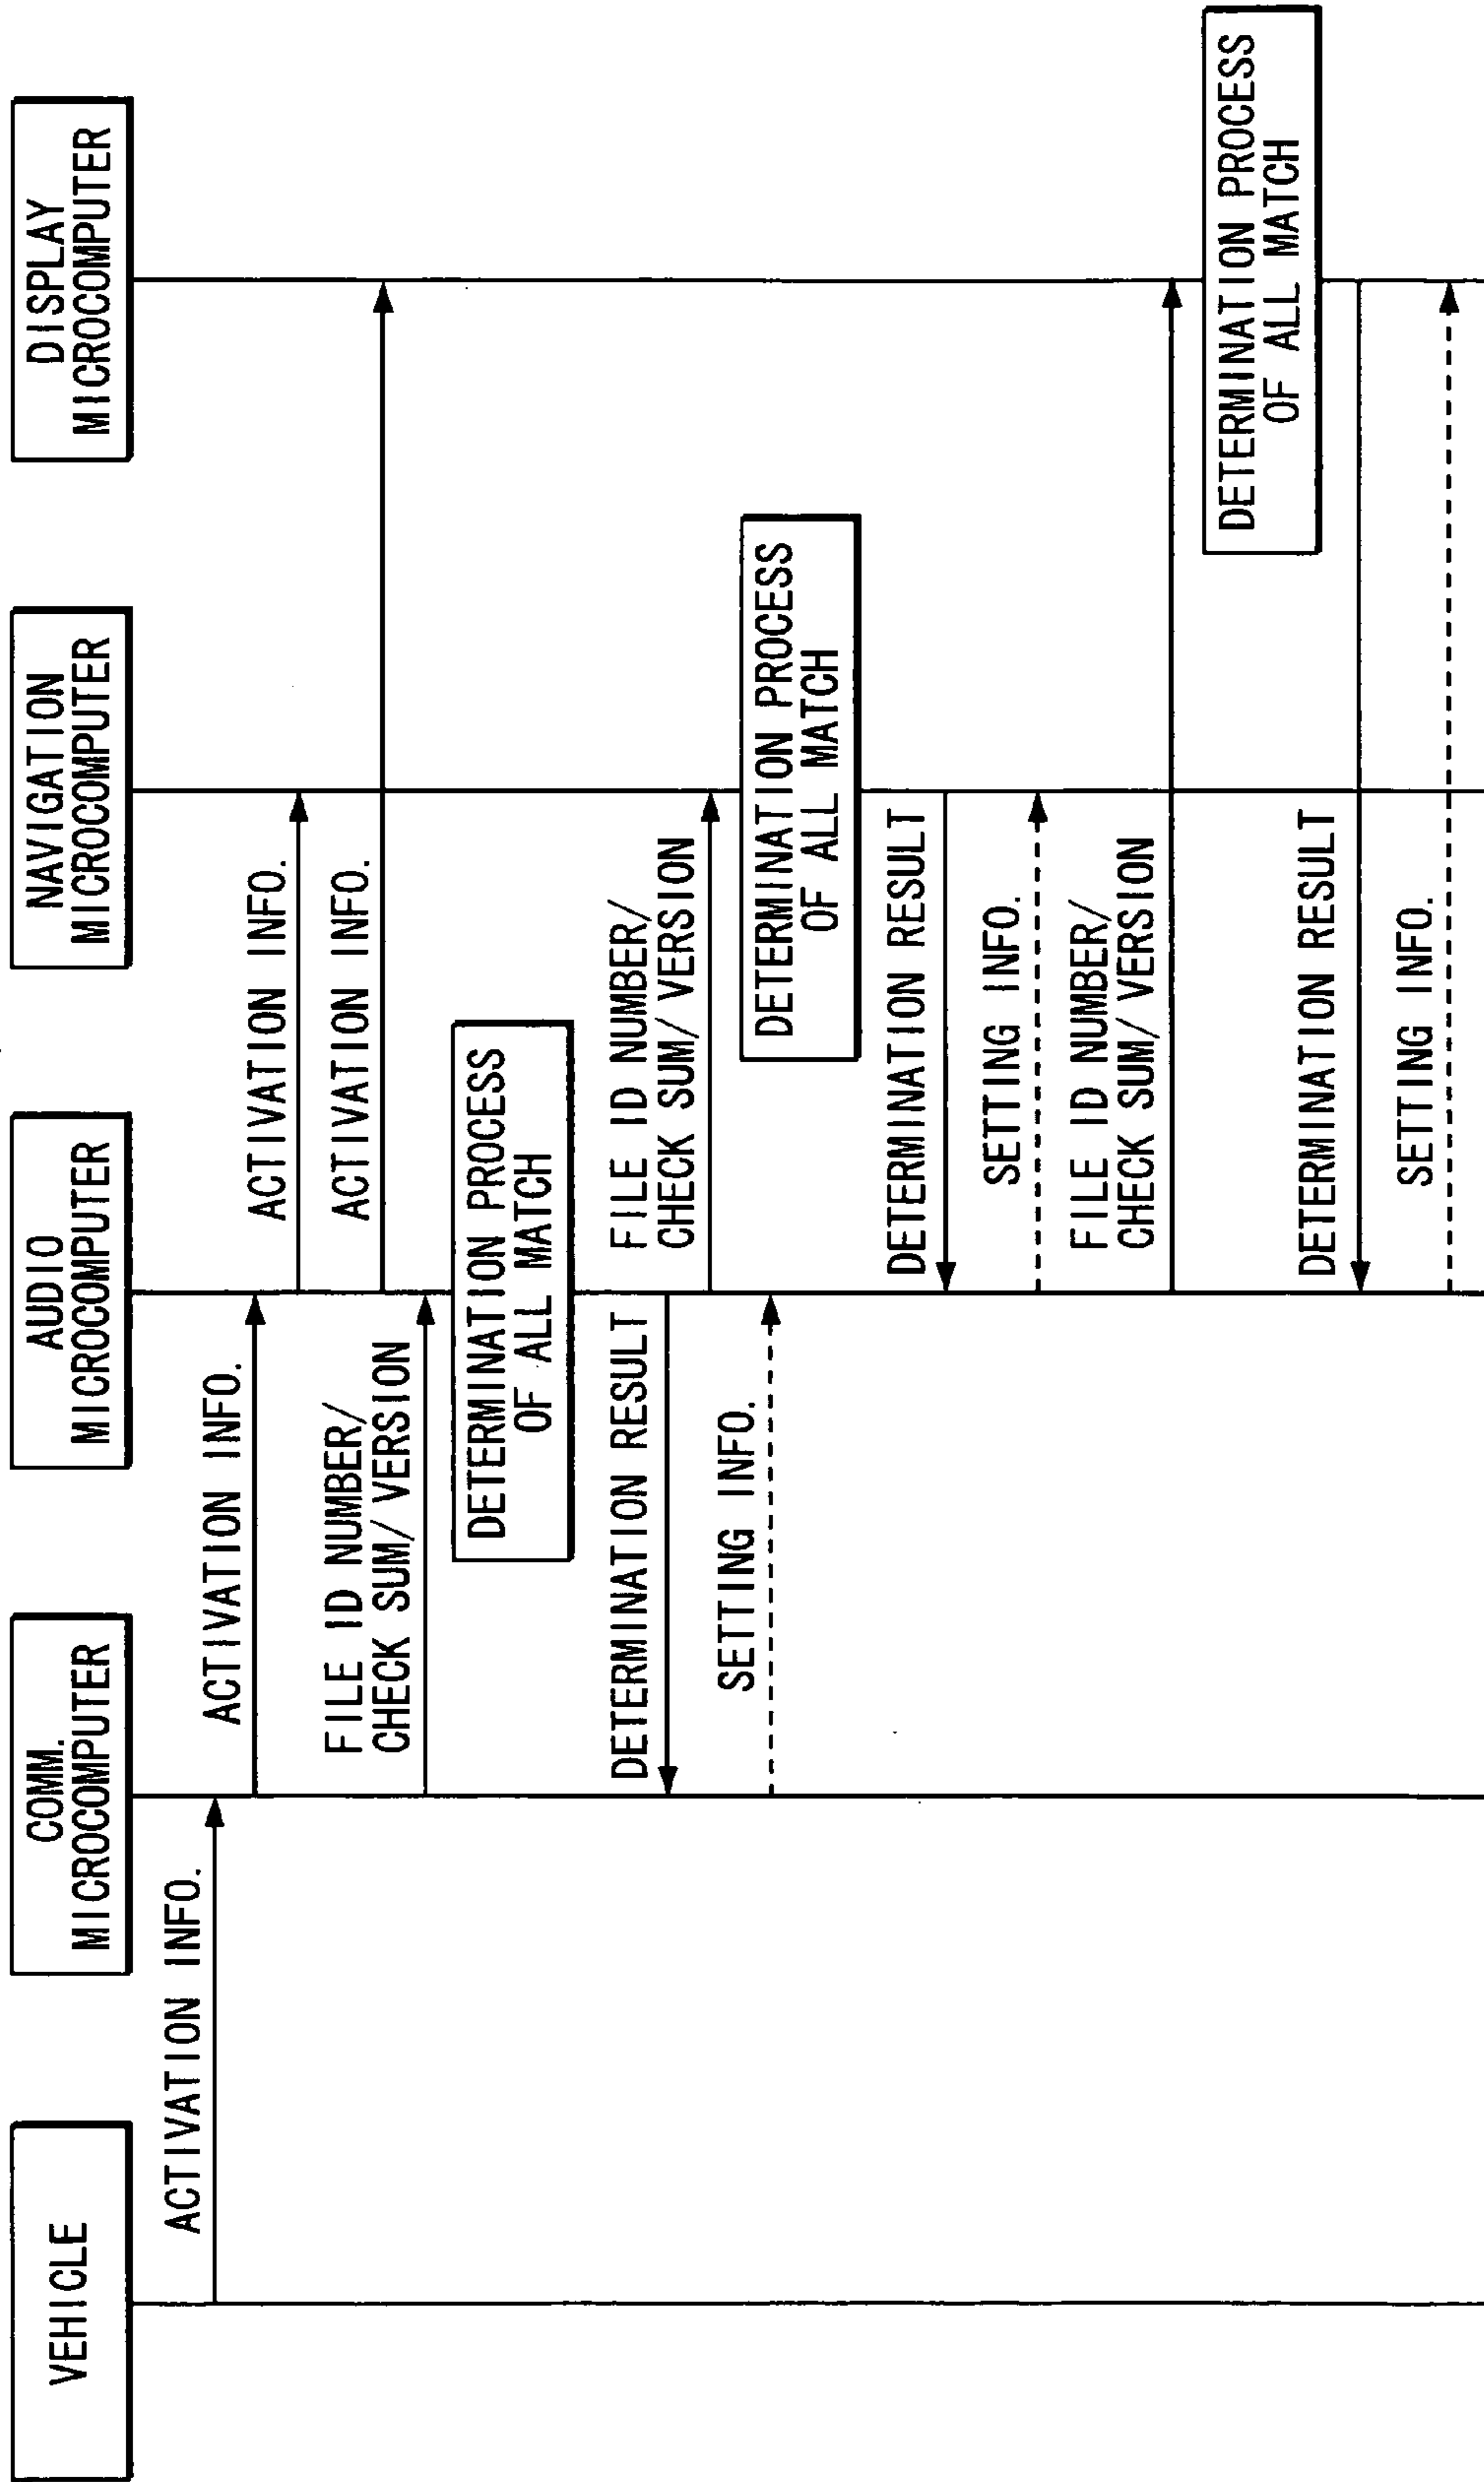 VEHICLE
COMM.
MICROCOMPUTER
AUDIO
MICROCOMPUTER
NAVIGATION
MICROCOMPUTER
DISPLAY
MICROCOMPUTER
ACTIVATION INFO.
ACTIVATION INFO.
ACTIVATION INFO.
ACTIVATION INFO.
FILE ID NUMBER/
CHECK SUM/VERSION
DETERMINATION PROCESS
OF ALL MATCH
DETERMINATION RESULT
FILE ID NUMBER/
CHECK SUM/VERSION
SETTING INFO.
DETERMINATION PROCESS
OF ALL MATCH
DETERMINATION RESULT
SETTING INFO.
FILE ID NUMBER/
CHECK SUM/VERSION
DETERMINATION PROCESS
OF ALL MATCH
DETERMINATION RESULT
SETTING INFO.